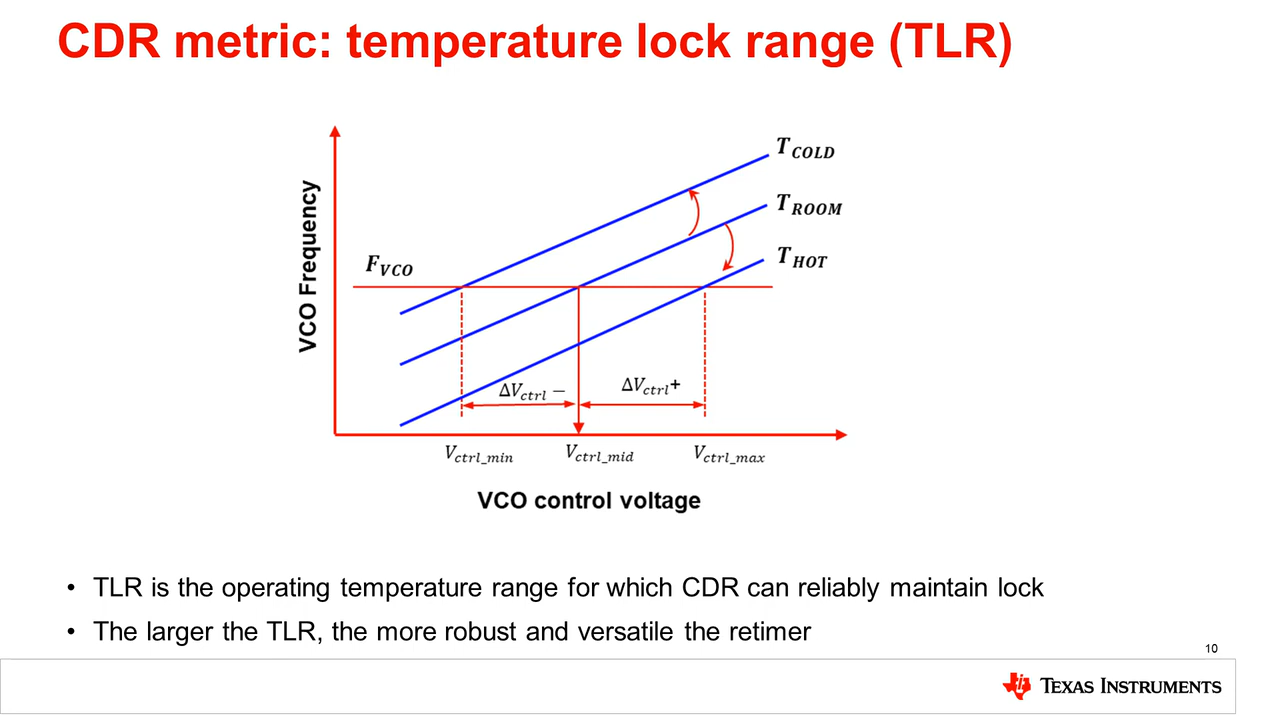 CDR metric: temperature lock range (TLR)
T_COLD
T_ROOM
T_HOT
F_VCO
VCO Frequency
ΔV_ctrl −
ΔV_ctrl+
V_ctrl_min
V_ctrl_mid
V_ctrl_max
VCO control voltage
• TLR is the operating temperature range for which CDR can reliably maintain lock
• The larger the TLR, the more robust and versatile the retimer
10
TEXAS INSTRUMENTS